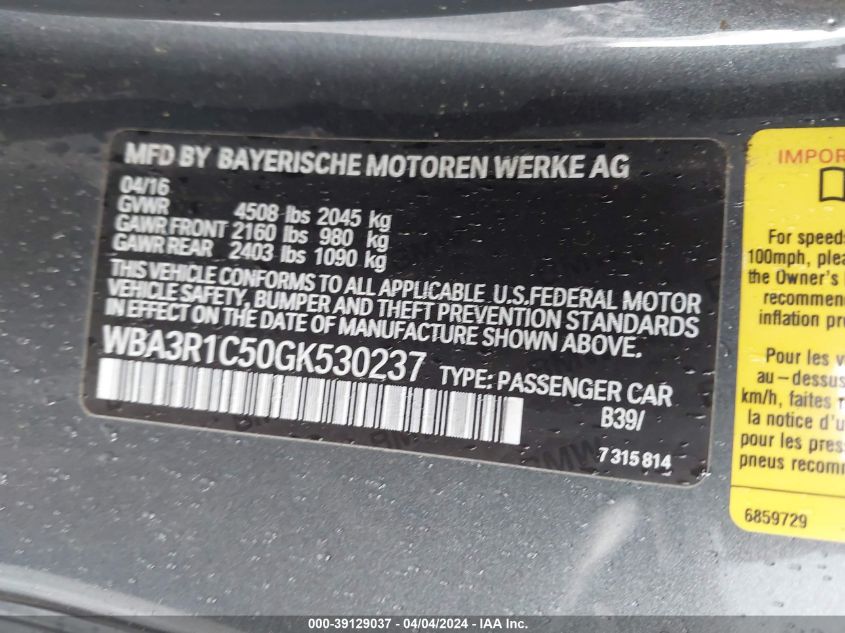 MFD BY BAYERISCHE MOTOREN WERKE AG
04/16
GVWR 4508 lbs 2045 kg
GAWR FRONT 2160 lbs 980 kg
GAWR REAR 2403 lbs 1090 kg
THIS VEHICLE CONFORMS TO ALL APPLICABLE U.S.FEDERAL MOTOR
VEHICLE SAFETY, BUMPER AND THEFT PREVENTION STANDARDS
IN EFFECT ON THE DATE OF MANUFACTURE SHOWN ABOVE.
WBA3R1C50GK530237 TYPE: PASSENGER CAR
B39/
7 315 814
IMPOR
For speeds
100mph, plea
the Owner's
recommen
inflation pr
Pour les v
au-dessus
km/h, faites
la notice d'u
pour les press
pneus recomm
6859729
000-39129037 - 04/04/2024 - IAA Inc.